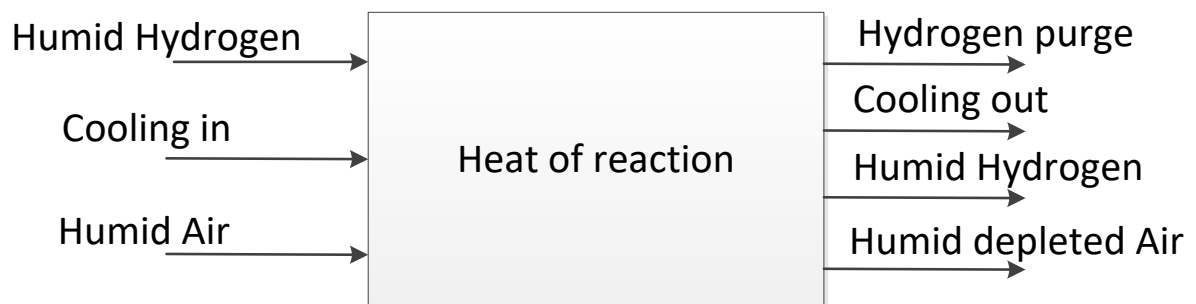 Humid Hydrogen
Cooling in
Humid Air
Heat of reaction
Hydrogen purge
Cooling out
Humid Hydrogen
Humid depleted Air